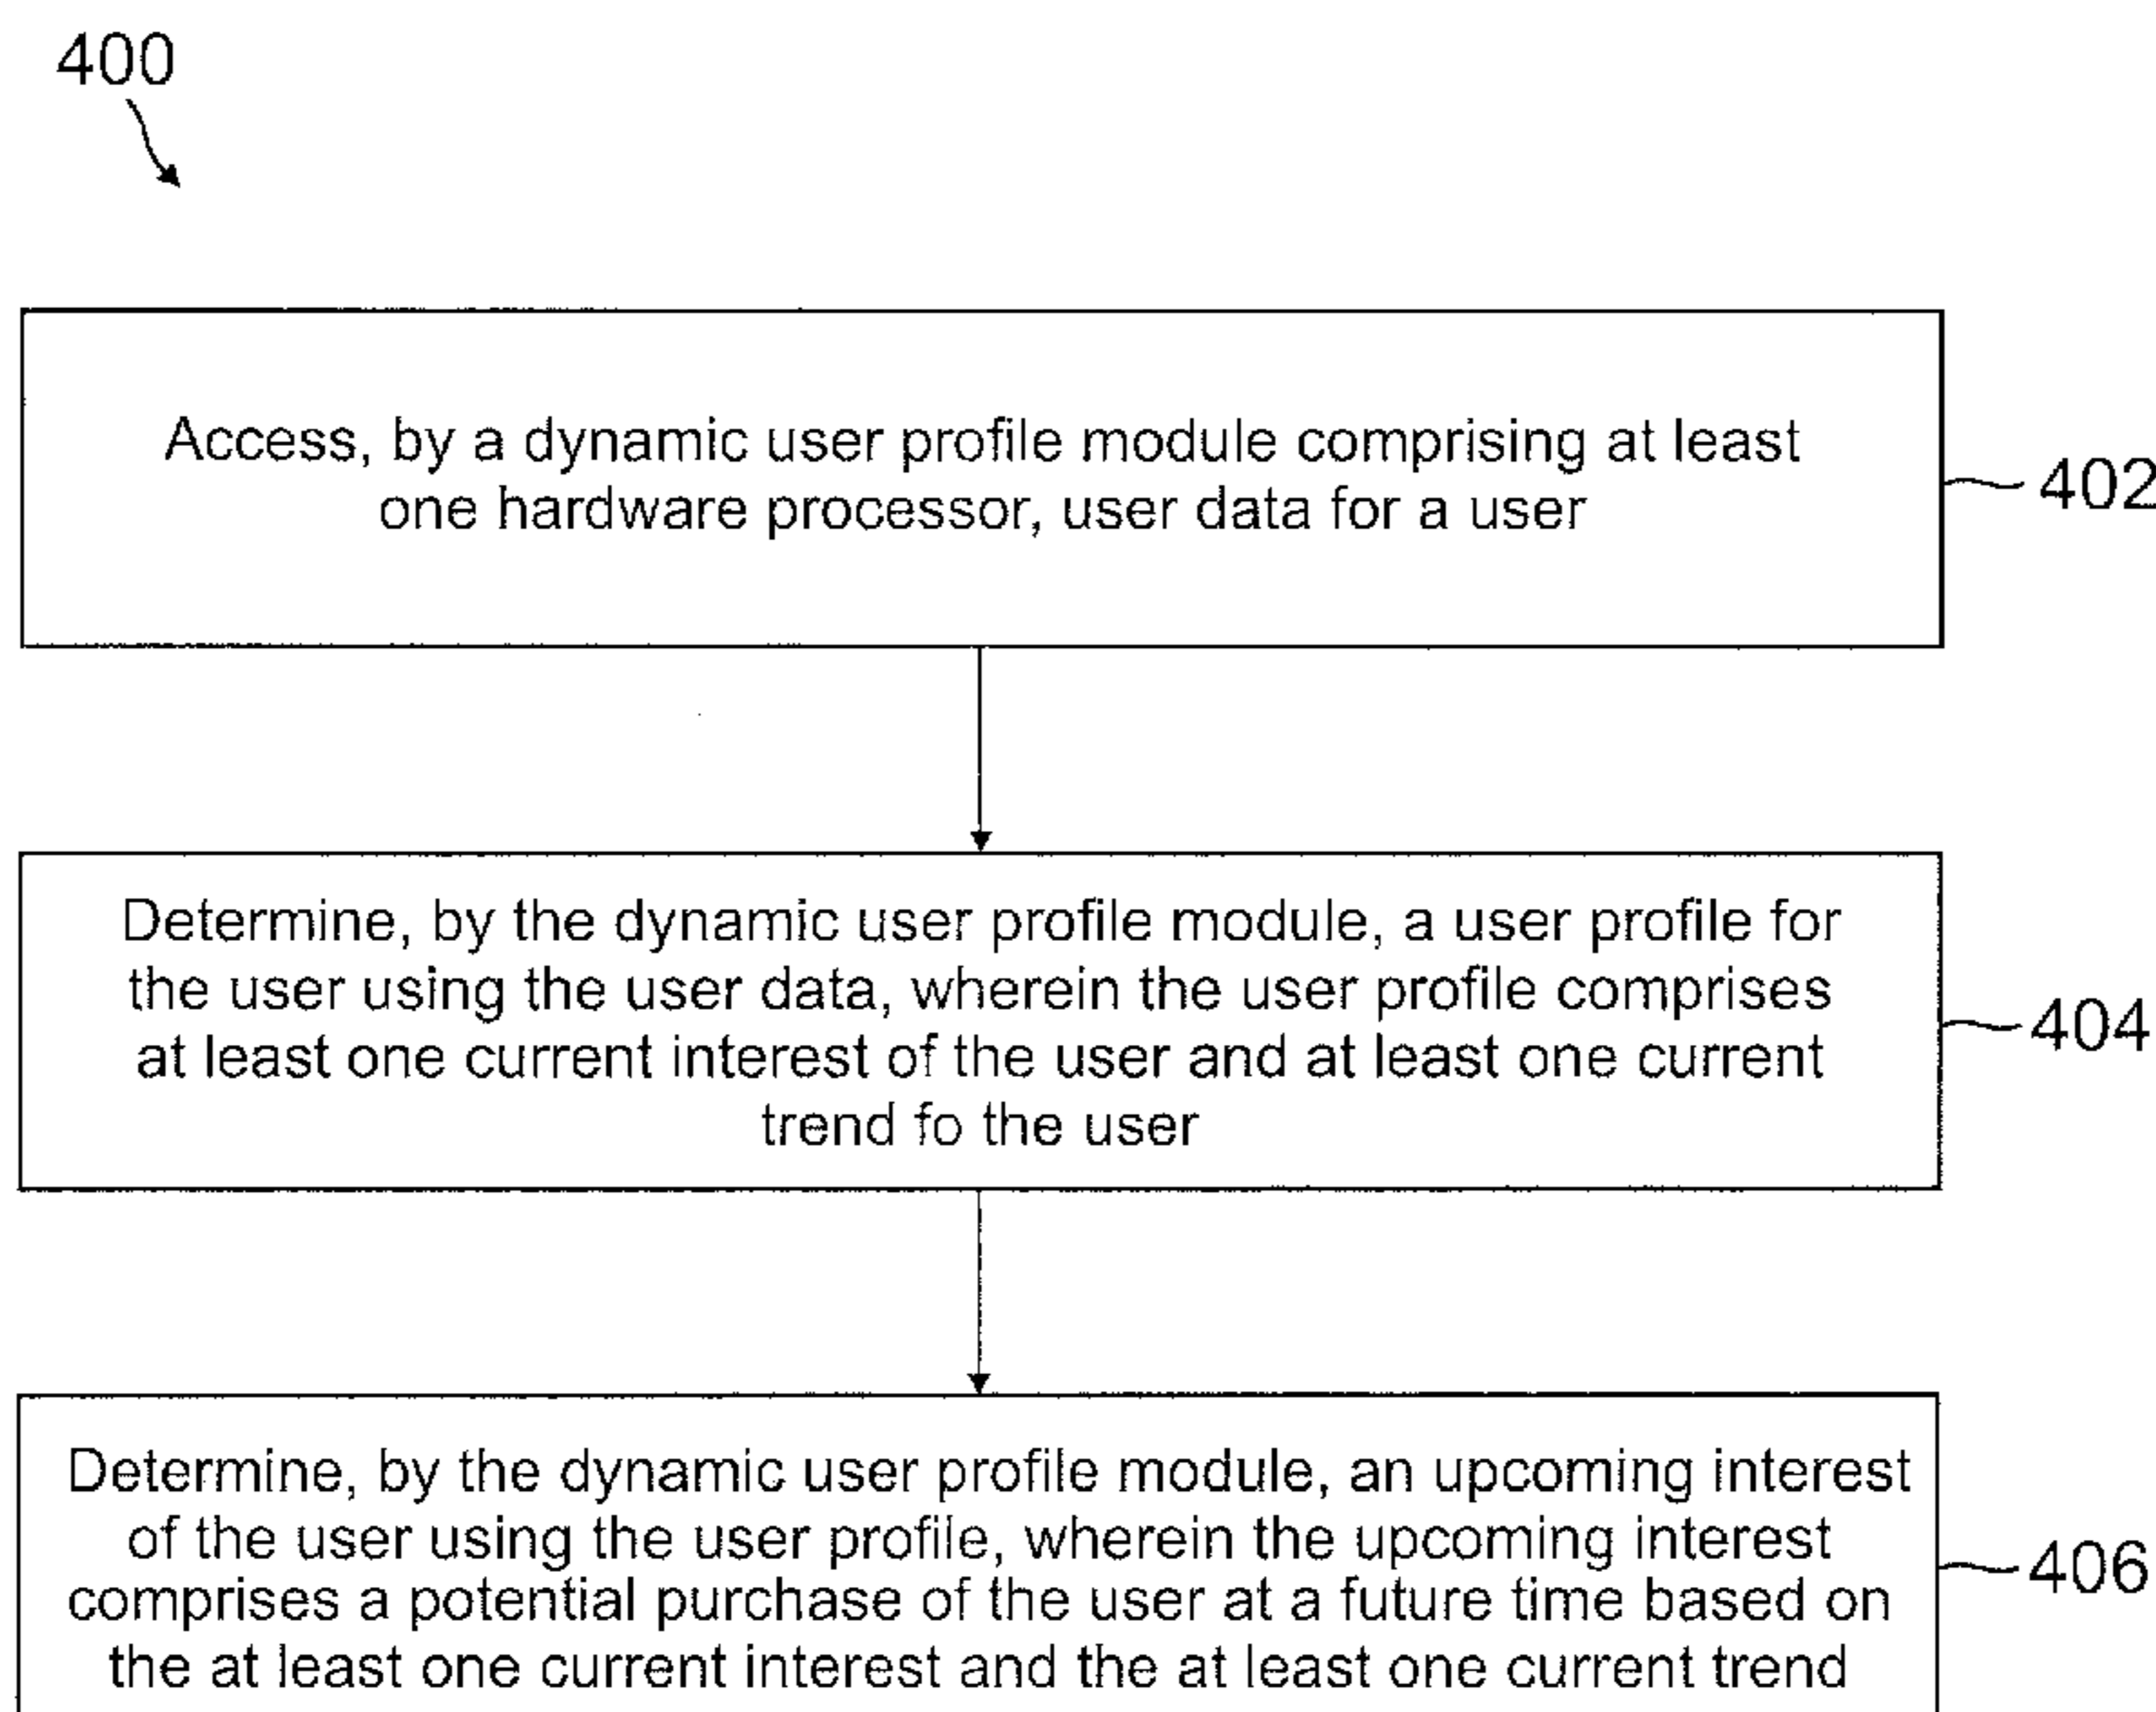 400
Access, by a dynamic user profile module comprising at least
one hardware processor, user data for a user
402
Determine, by the dynamic user profile module, a user profile for
the user using the user data, wherein the user profile comprises
at least one current interest of the user and at least one current
trend fo the user
404
Determine, by the dynamic user profile module, an upcoming interest
of the user using the user profile, wherein the upcoming interest
comprises a potential purchase of the user at a future time based on
the at least one current interest and the at least one current trend
406